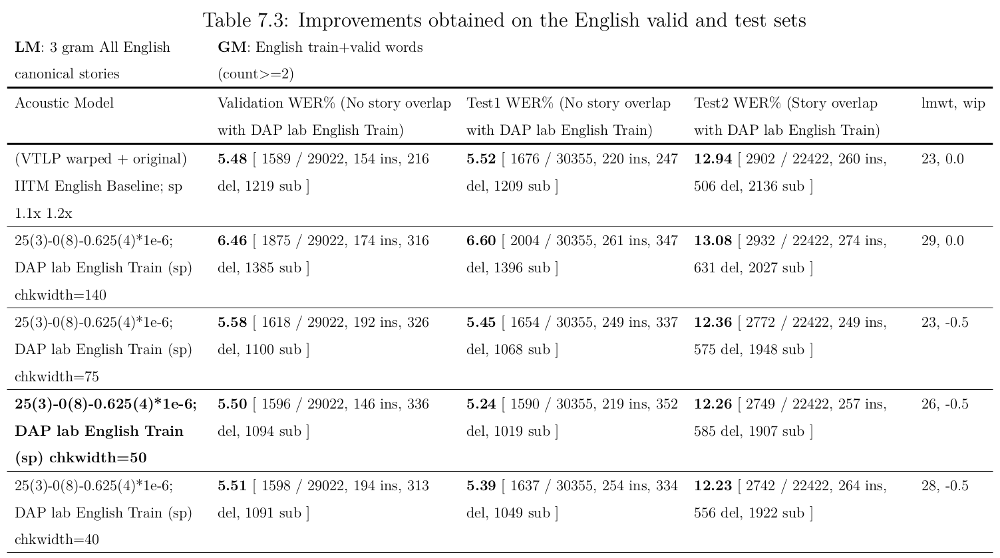 Table 7.3: Improvements obtained on the English valid and test sets
LM: 3 gram All English GM: English train+valid words
canonical stories (count>=2)
Acoustic Model Validation WER% (No story overlap Test1 WER% (No story overlap Test2 WER% (Story overlap lmwt, wip
with DAP lab English Train) with DAP lab English Train) with DAP lab English Train)
(VTLP warped + original) 5.48 [ 1589 / 29022, 154 ins, 216 5.52 [ 1676 / 30355, 220 ins, 247 12.94 [ 2902 / 22422, 260 ins, 23, 0.0
IITM English Baseline; sp del, 1219 sub ] del, 1209 sub ] 506 del, 2136 sub ]
1.1x 1.2x
25(3)-0(8)-0.625(4)*1e-6; 6.46 [ 1875 / 29022, 174 ins, 316 6.60 [ 2004 / 30355, 261 ins, 347 13.08 [ 2932 / 22422, 274 ins, 29, 0.0
DAP lab English Train (sp) del, 1385 sub ] del, 1396 sub ] 631 del, 2027 sub ]
chkwidth=140
25(3)-0(8)-0.625(4)*1e-6; 5.58 [ 1618 / 29022, 192 ins, 326 5.45 [ 1654 / 30355, 249 ins, 337 12.36 [ 2772 / 22422, 249 ins, 23, -0.5
DAP lab English Train (sp) del, 1100 sub ] del, 1068 sub ] 575 del, 1948 sub ]
chkwidth=75
25(3)-0(8)-0.625(4)*1e-6; 5.50 [ 1596 / 29022, 146 ins, 336 5.24 [ 1590 / 30355, 219 ins, 352 12.26 [ 2749 / 22422, 257 ins, 26, -0.5
DAP lab English Train del, 1094 sub ] del, 1019 sub ] 585 del, 1907 sub ]
(sp) chkwidth=50
25(3)-0(8)-0.625(4)*1e-6; 5.51 [ 1598 / 29022, 194 ins, 313 5.39 [ 1637 / 30355, 254 ins, 334 12.23 [ 2742 / 22422, 264 ins, 28, -0.5
DAP lab English Train (sp) del, 1091 sub ] del, 1049 sub ] 556 del, 1922 sub ]
chkwidth=40